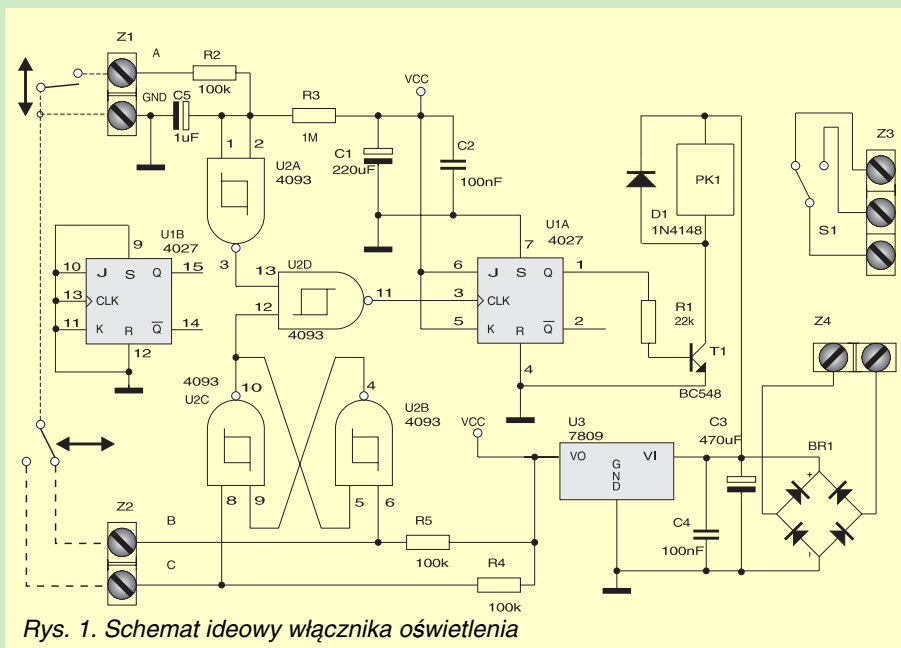 Z1
A
R2
100k
GND
C5
1uF
R3
1M
VCC
1
2
U2A
4093
C1
220uF
C2
100nF
PK1
D1
1N4148
Z3
S1
3
U1B
4027
9
10
J
S
Q
15
13
CLK
11
K
R
Q
14
12
13
U2D
12
11
4093
7
U1A
4027
6
J
S
Q
1
3
CLK
5
K
R
Q
2
4
R1
22k
T1
BC548
Z4
4093
10
U2C
4
U2B
4093
8
9
5
6
VCC
U3
7809
VO
VI
GND
C3
470uF
BR1
+
-
C4
100nF
Z2
B
C
R5
100k
R4
100k
Rys. 1. Schemat ideowy włącznika oświetlenia